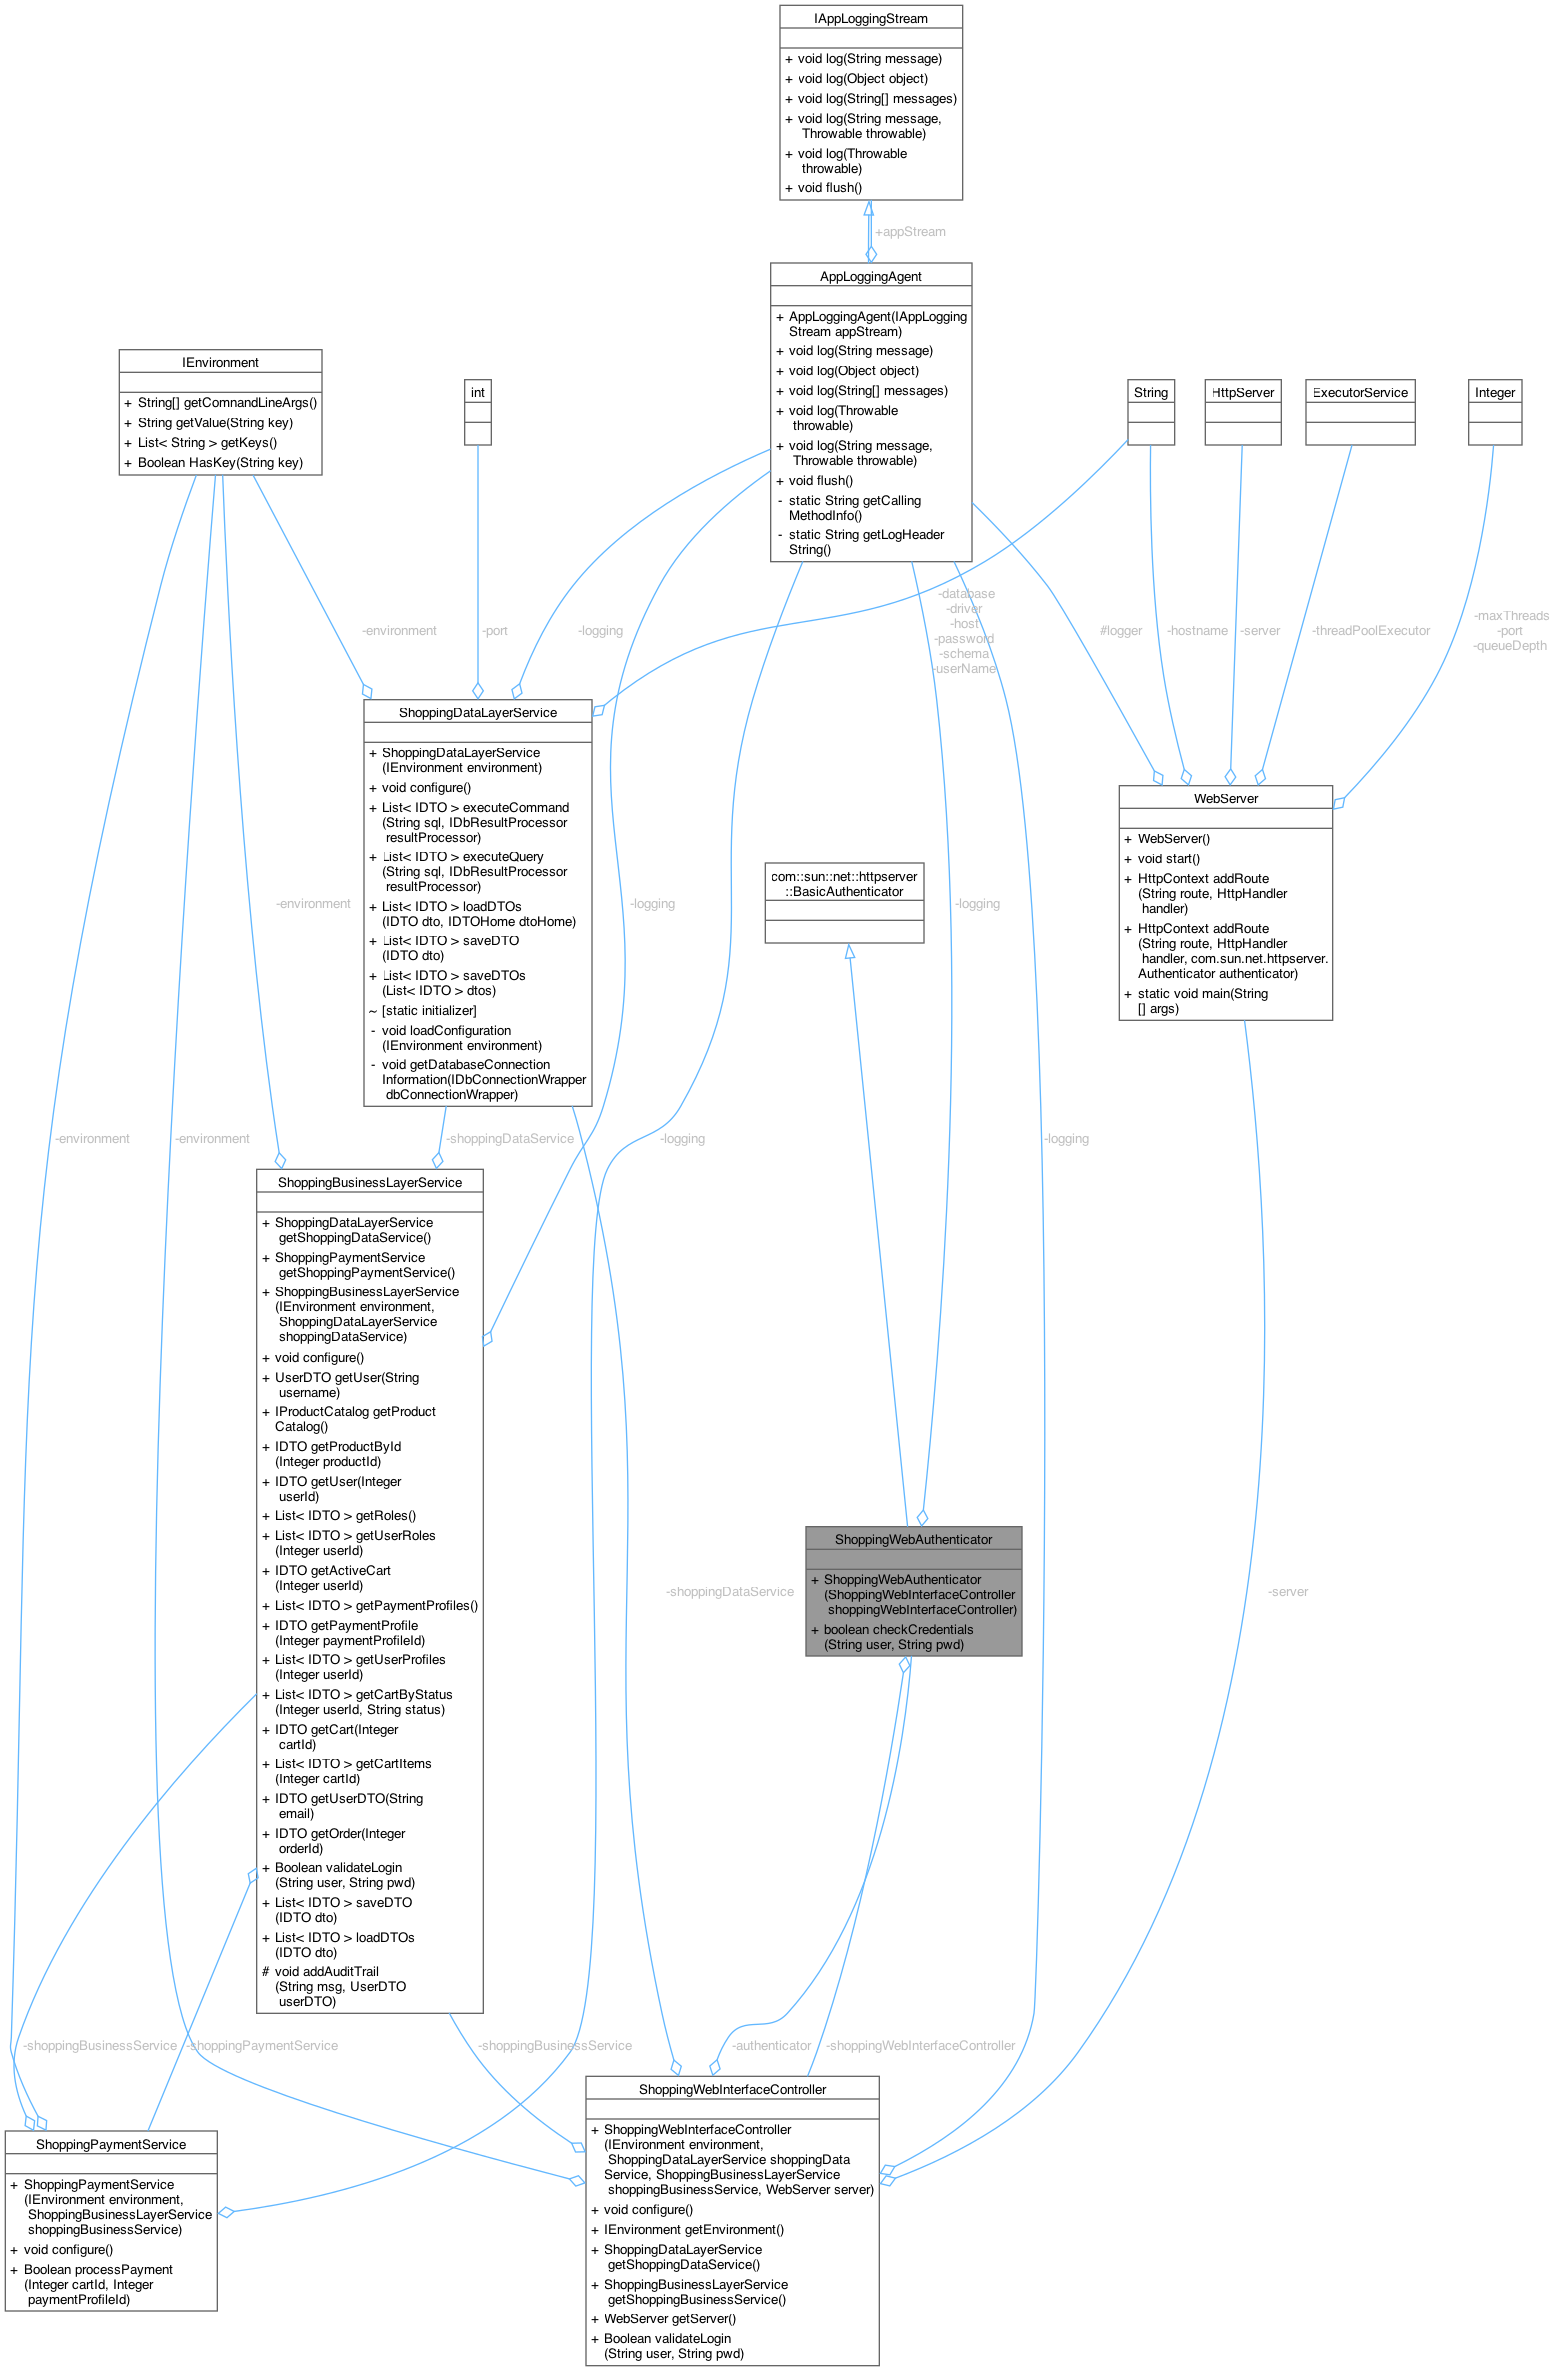 IAppLoggingStream
+ void log(String message)
+ void log(Object object)
+ void log(String[] messages)
+ void log(String message,
Throwable throwable)
+ void log(Throwable
throwable)
+ void flush()
+appStream
AppLoggingAgent
+ AppLoggingAgent(IAppLogging
Stream appStream)
+ void log(String message)
+ void log(Object object)
+ void log(String[] messages)
+ void log(Throwable
throwable)
+ void log(String message,
Throwable throwable)
+ void flush()
- static String getCalling
MethodInfo()
- static String getLogHeader
String()
IEnvironment
+ String[] getComnandLineArgs()
+ String getValue(String key)
+ List< String > getKeys()
+ Boolean HasKey(String key)
int
String
HttpServer
ExecutorService
Integer
-environment
-port
-logging
-database
-driver
-host
-password
-schema
-userName
#logger
-hostname
-server
-threadPoolExecutor
-maxThreads
-port
-queueDepth
ShoppingDataLayerService
+ ShoppingDataLayerService
(IEnvironment environment)
+ void configure()
+ List< IDTO > executeCommand
(String sql, IDbResultProcessor
resultProcessor)
+ List< IDTO > executeQuery
(String sql, IDbResultProcessor
resultProcessor)
+ List< IDTO > loadDTOs
(IDTO dto, IDTOHome dtoHome)
+ List< IDTO > saveDTO
(IDTO dto)
+ List< IDTO > saveDTOs
(List< IDTO > dtos)
~ [static initializer]
- void loadConfiguration
(IEnvironment environment)
- void getDatabaseConnection
Information(IDbConnectionWrapper
dbConnectionWrapper)
WebServer
+ WebServer()
+ void start()
+ HttpContext addRoute
(String route, HttpHandler
handler)
+ HttpContext addRoute
(String route, HttpHandler
handler, com.sun.net.httpserver.
Authenticator authenticator)
+ static void main(String
[] args)
com::sun::net::httpserver
::BasicAuthenticator
-environment
-logging
-logging
-environment
-environment
-shoppingDataService
-logging
-logging
ShoppingBusinessLayerService
+ ShoppingDataLayerService
getShoppingDataService()
+ ShoppingPaymentService
getShoppingPaymentService()
+ ShoppingBusinessLayerService
(IEnvironment environment,
ShoppingDataLayerService
shoppingDataService)
+ void configure()
+ UserDTO getUser(String
username)
+ IProductCatalog getProduct
Catalog()
+ IDTO getProductById
(Integer productId)
+ IDTO getUser(Integer
userId)
+ List< IDTO > getRoles()
+ List< IDTO > getUserRoles
(Integer userId)
+ IDTO getActiveCart
(Integer userId)
+ List< IDTO > getPaymentProfiles()
+ IDTO getPaymentProfile
(Integer paymentProfileId)
+ List< IDTO > getUserProfiles
(Integer userId)
+ List< IDTO > getCartByStatus
(Integer userId, String status)
+ IDTO getCart(Integer
cartId)
+ List< IDTO > getCartItems
(Integer cartId)
+ IDTO getUserDTO(String
email)
+ IDTO getOrder(Integer
orderId)
+ Boolean validateLogin
(String user, String pwd)
+ List< IDTO > saveDTO
(IDTO dto)
+ List< IDTO > loadDTOs
(IDTO dto)
# void addAuditTrail
(String msg, UserDTO
userDTO)
ShoppingWebAuthenticator
+ ShoppingWebAuthenticator
(ShoppingWebInterfaceController
shoppingWebInterfaceController)
+ boolean checkCredentials
(String user, String pwd)
-shoppingDataService
-server
-shoppingBusinessService
-shoppingPaymentService
-shoppingBusinessService
-authenticator
-shoppingWebInterfaceController
ShoppingPaymentService
+ ShoppingPaymentService
(IEnvironment environment,
ShoppingBusinessLayerService
shoppingBusinessService)
+ void configure()
+ Boolean processPayment
(Integer cartId, Integer
paymentProfileId)
ShoppingWebInterfaceController
+ ShoppingWebInterfaceController
(IEnvironment environment,
ShoppingDataLayerService shoppingData
Service, ShoppingBusinessLayerService
shoppingBusinessService, WebServer server)
+ void configure()
+ IEnvironment getEnvironment()
+ ShoppingDataLayerService
getShoppingDataService()
+ ShoppingBusinessLayerService
getShoppingBusinessService()
+ WebServer getServer()
+ Boolean validateLogin
(String user, String pwd)